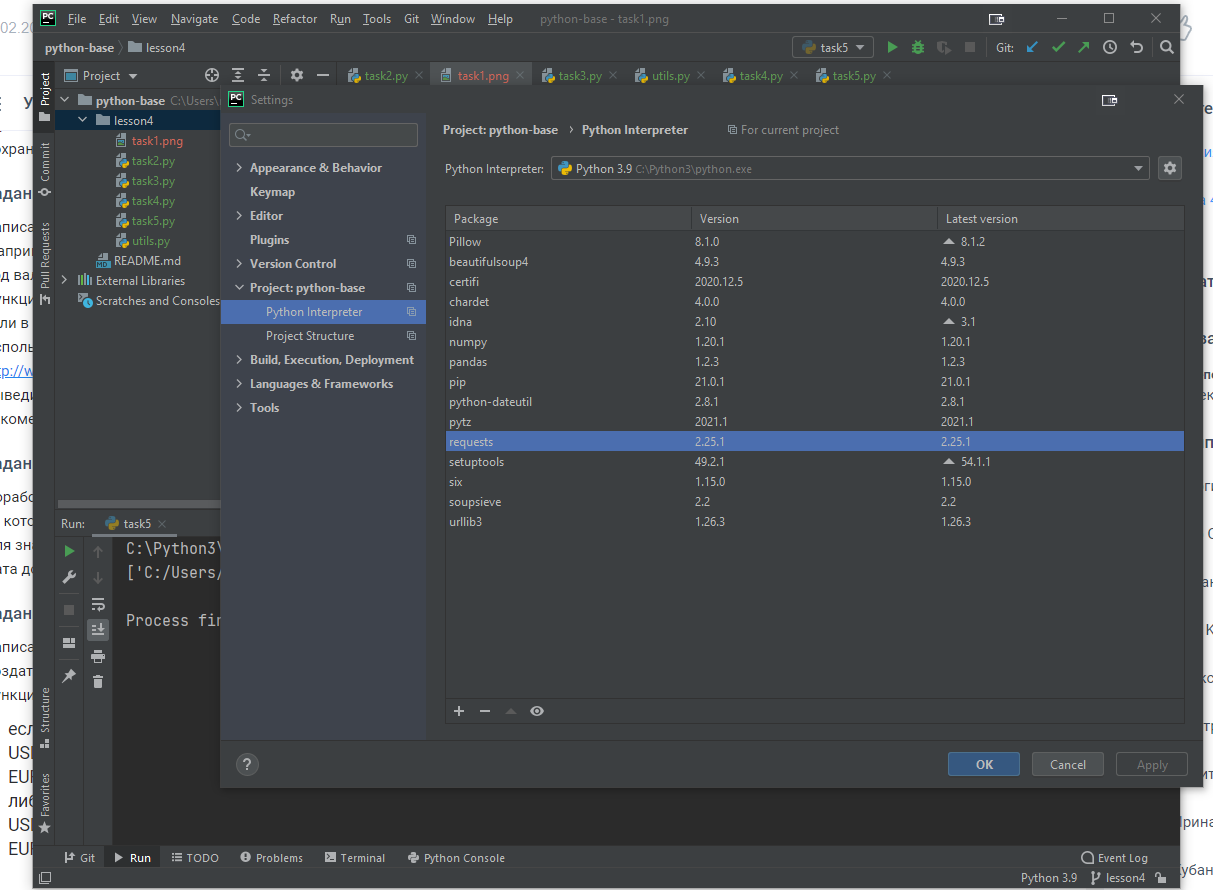 File Edit View Navigate Code Refactor Run Tools Git Window Help python-base - task1.png
python-base lesson4 task5 Git:
Project task2.py task1.png task3.py utils.py task4.py task5.py
python-base C:\Users\
lesson4
task1.png
task2.py
task3.py
task4.py
task5.py
utils.py
README.md
External Libraries
Scratches and Consoles
Project
Commit
Pull Requests
Structure
Favorites
Settings
Appearance & Behavior
Keymap
Editor
Plugins
Version Control
Project: python-base
Python Interpreter
Project Structure
Build, Execution, Deployment
Languages & Frameworks
Tools
Project: python-base › Python Interpreter For current project
Python Interpreter: Python 3.9 C:\Python3\python.exe
Package Version Latest version
Pillow 8.1.0 8.1.2
beautifulsoup4 4.9.3 4.9.3
certifi 2020.12.5 2020.12.5
chardet 4.0.0 4.0.0
idna 2.10 3.1
numpy 1.20.1 1.20.1
pandas 1.2.3 1.2.3
pip 21.0.1 21.0.1
python-dateutil 2.8.1 2.8.1
pytz 2021.1 2021.1
requests 2.25.1 2.25.1
setuptools 49.2.1 54.1.1
six 1.15.0 1.15.0
soupsieve 2.2 2.2
urllib3 1.26.3 1.26.3
? OK Cancel Apply
Run: task5
C:\Python3\
['C:/Users/
Process fin
Git Run TODO Problems Terminal Python Console Event Log
Python 3.9 lesson4